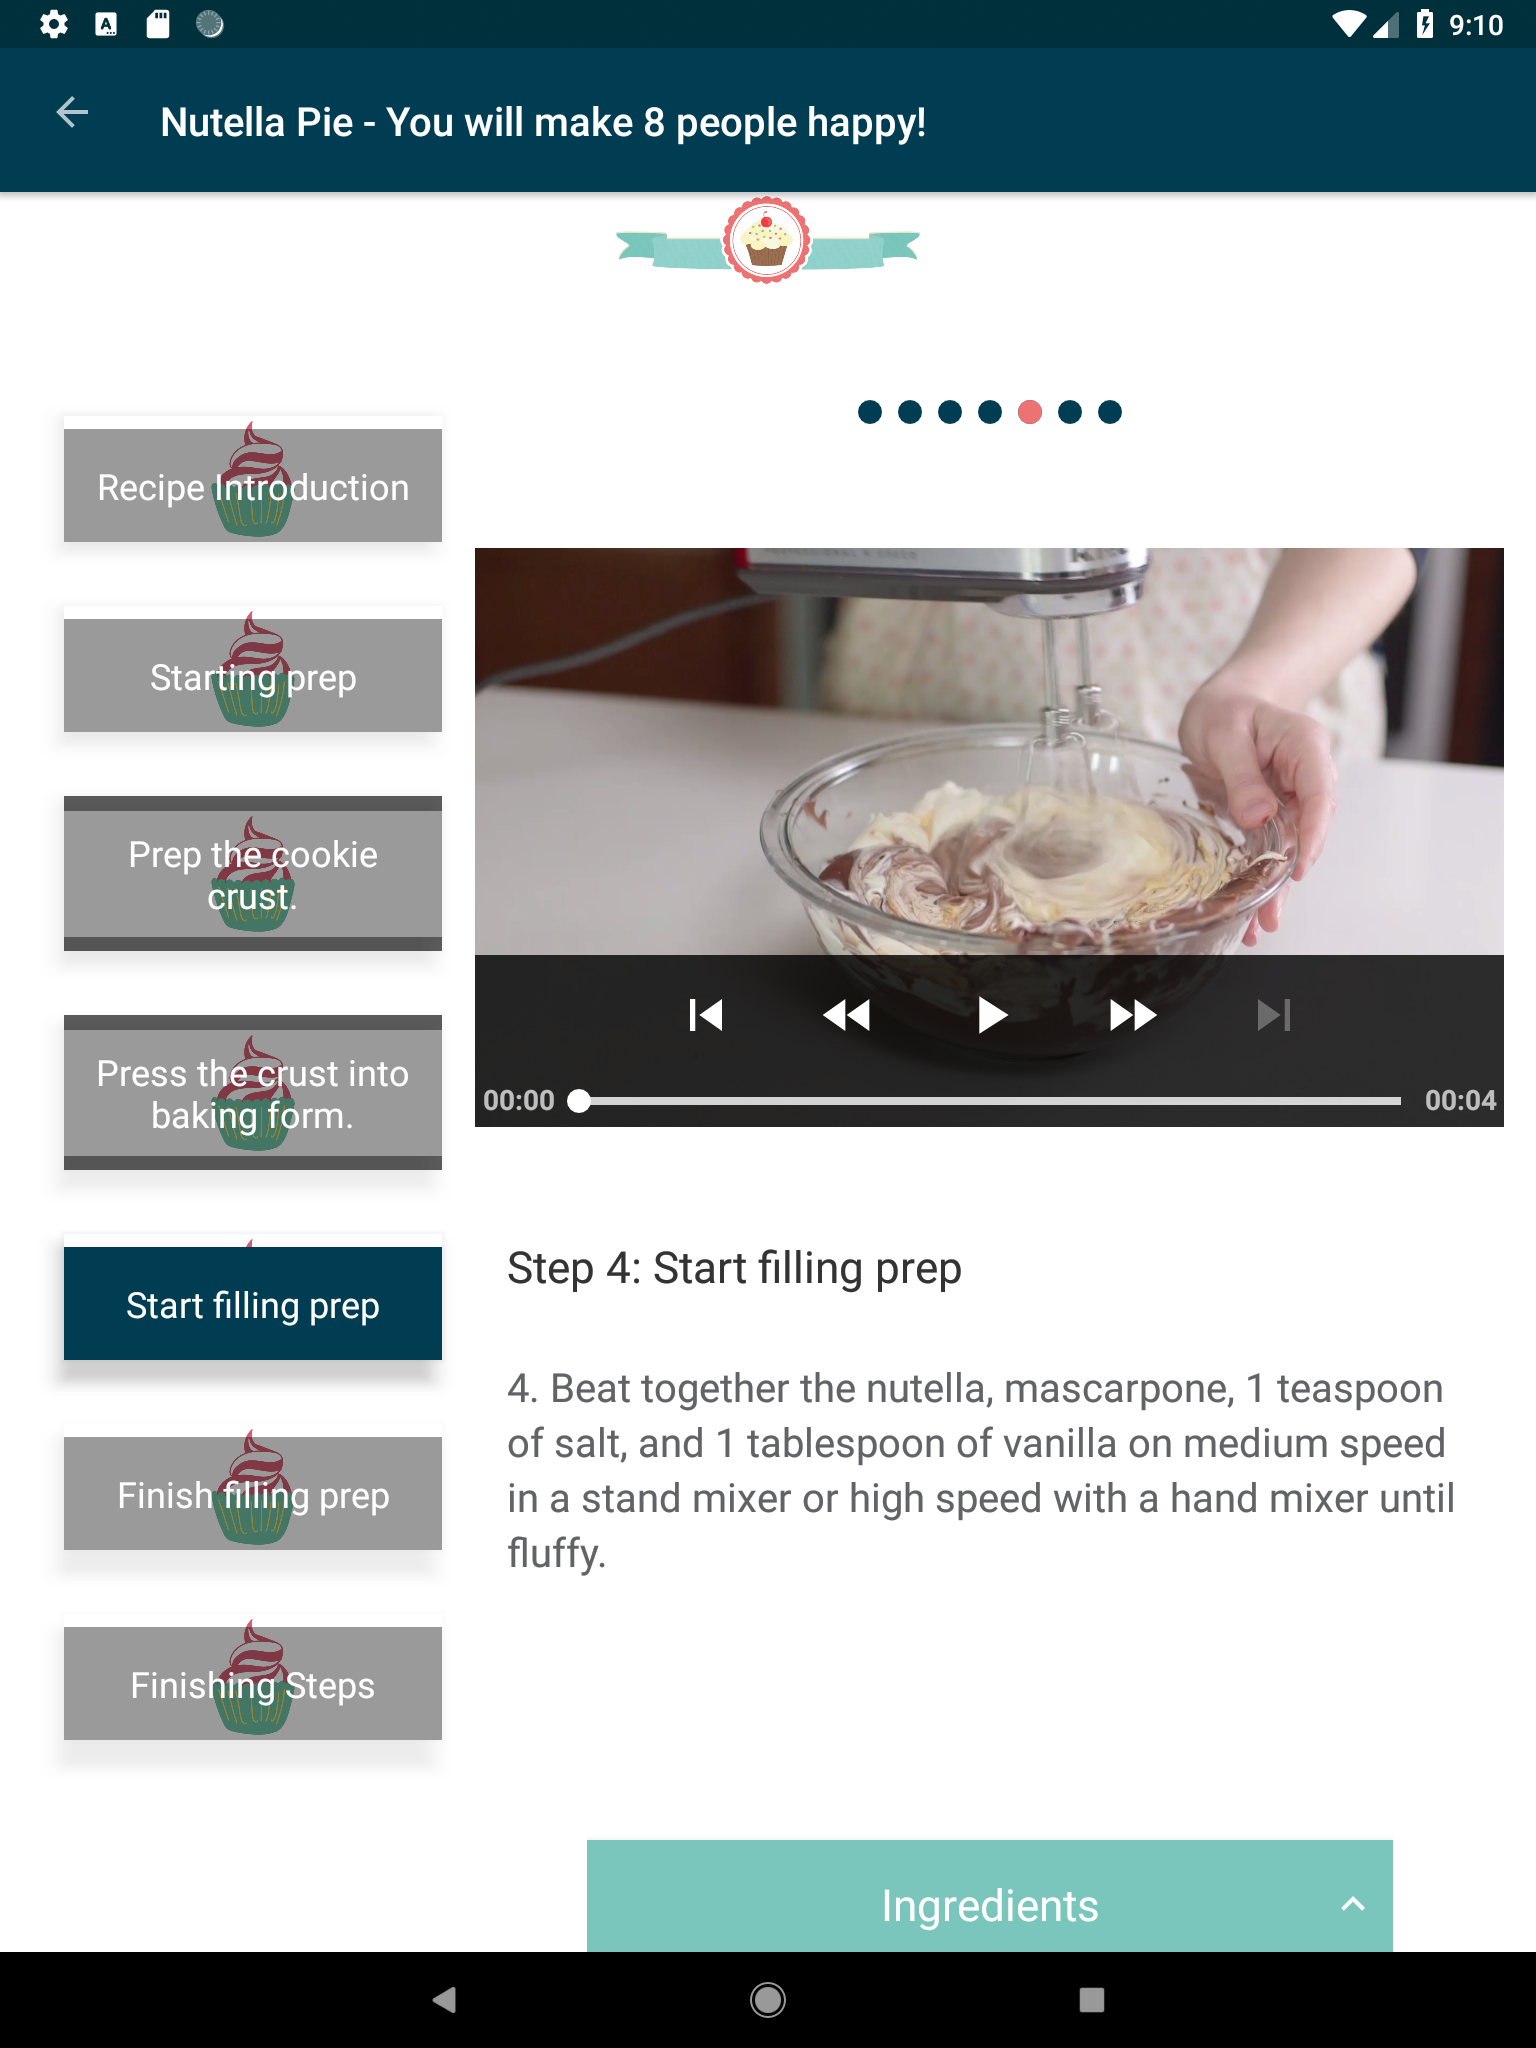 9:10
Nutella Pie - You will make 8 people happy!
Recipe Introduction
Starting prep
Prep the cookie
crust.
Press the crust into
baking form.
Start filling prep
Finish filling prep
Finishing Steps
00:00
00:04
Step 4: Start filling prep
4. Beat together the nutella, mascarpone, 1 teaspoon
of salt, and 1 tablespoon of vanilla on medium speed
in a stand mixer or high speed with a hand mixer until
fluffy.
Ingredients